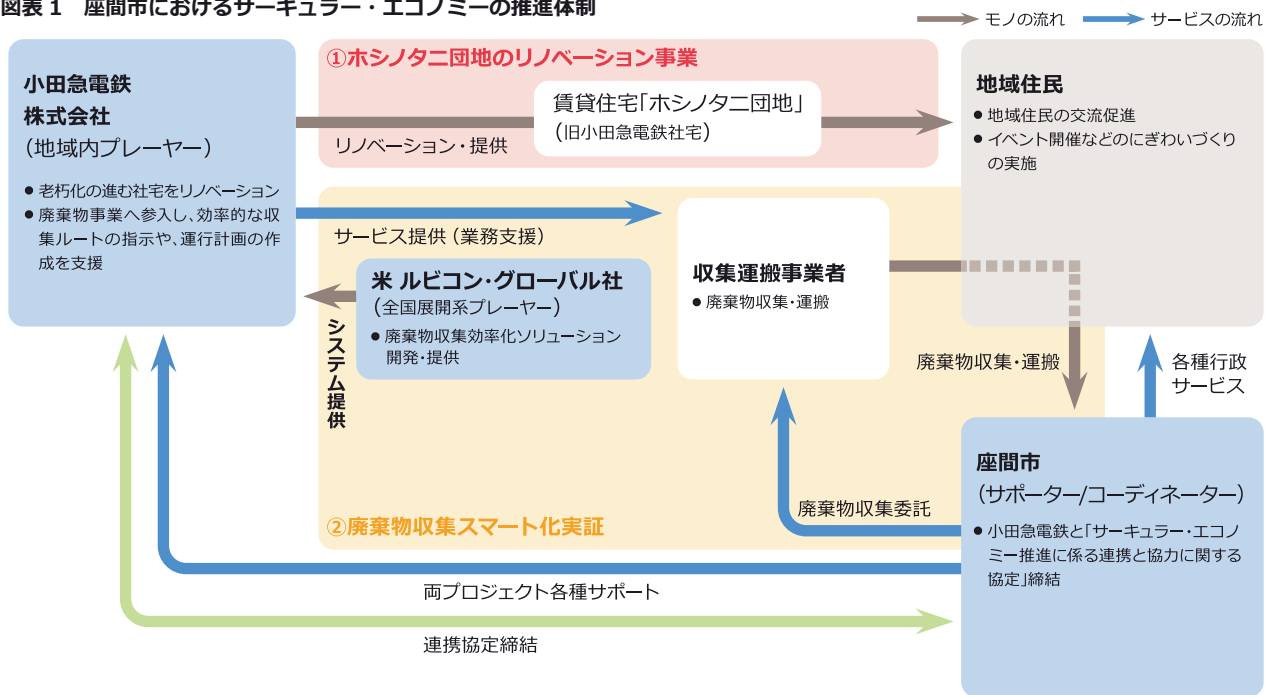 図表1 座間市におけるサーキュラー・エコノミーの推進体制
モノの流れ
サービスの流れ
小田急電鉄
株式会社
(地域内プレーヤー)
● 老朽化の進む社宅をリノベーション
● 廃棄物事業へ参入し、効率的な収
集ルートの指示や、運行計画の作
成を支援
①ホシノタニ団地のリノベーション事業
賃貸住宅「ホシノタニ団地」
(旧小田急電鉄社宅)
リノベーション・提供
地域住民
● 地域住民の交流促進
● イベント開催などのにぎわいづくり
の実施
サービス提供(業務支援)
米 ルビコン・グローバル社
(全国展開系プレーヤー)
● 廃棄物収集効率化ソリューション
開発・提供
システム提供
収集運搬事業者
● 廃棄物収集・運搬
廃棄物収集・運搬
各種行政
サービス
廃棄物収集委託
②廃棄物収集スマート化実証
座間市
(サポーター/コーディネーター)
● 小田急電鉄と「サーキュラー・エコノ
ミー推進に係る連携と協力に関する
協定」締結
両プロジェクト各種サポート
連携協定締結